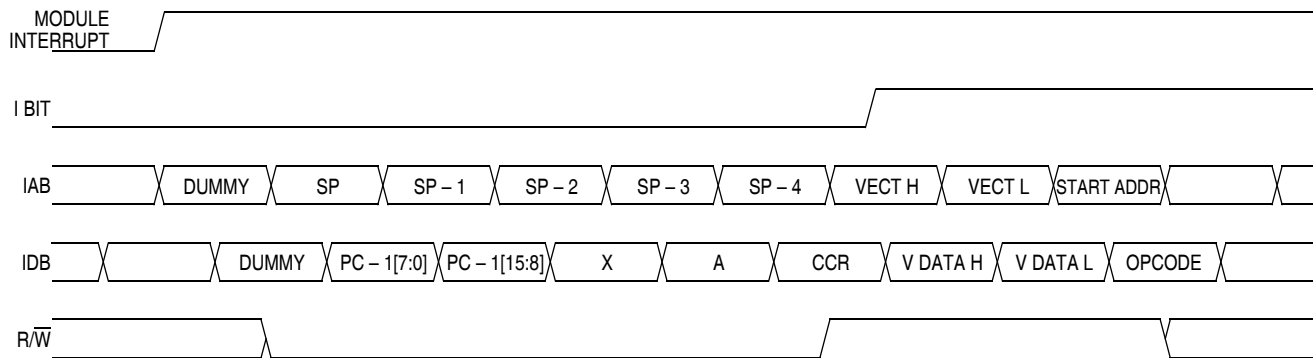 MODULE
INTERRUPT
I BIT
IAB DUMMY SP SP – 1 SP – 2 SP – 3 SP – 4 VECT H VECT L START ADDR
IDB DUMMY PC – 1[7:0] PC – 1[15:8] X A CCR V DATA H V DATA L OPCODE
R/W̅